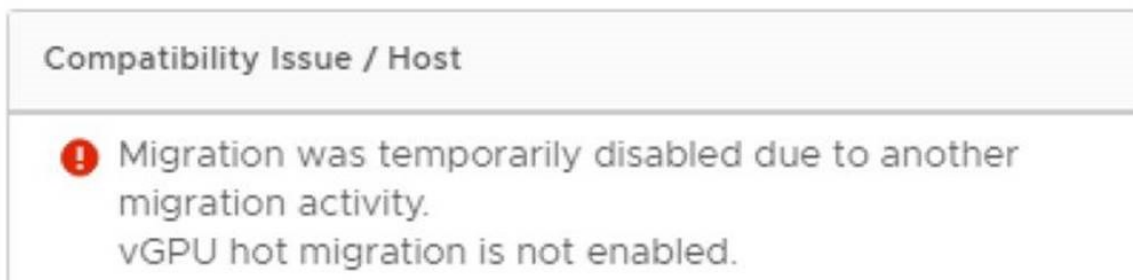 Compatibility Issue / Host
Migration was temporarily disabled due to another
migration activity.
vGPU hot migration is not enabled.